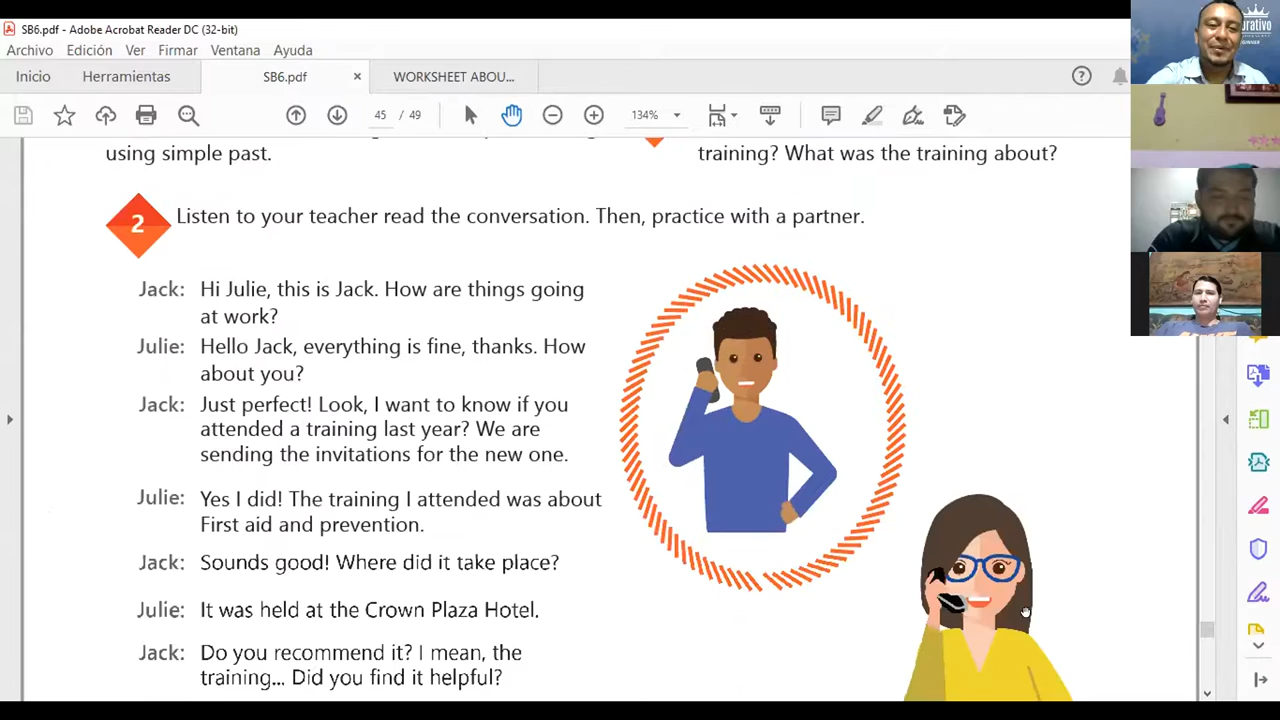 SB6.pdf - Adobe Acrobat Reader DC (32-bit)
Archivo Edición Ver Firmar Ventana Ayuda
Inicio Herramientas SB6.pdf × WORKSHEET ABOU...
45 / 49 134%
using simple past.
training? What was the training about?
2 Listen to your teacher read the conversation. Then, practice with a partner.
Jack: Hi Julie, this is Jack. How are things going
at work?
Julie: Hello Jack, everything is fine, thanks. How
about you?
Jack: Just perfect! Look, I want to know if you
attended a training last year? We are
sending the invitations for the new one.
Julie: Yes I did! The training I attended was about
First aid and prevention.
Jack: Sounds good! Where did it take place?
Julie: It was held at the Crown Plaza Hotel.
Jack: Do you recommend it? I mean, the
training... Did you find it helpful?